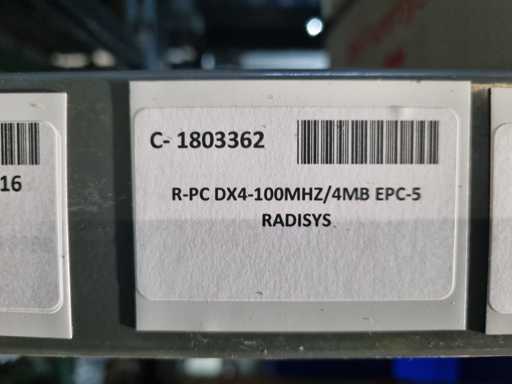 C- 1803362
R-PC DX4-100MHZ/4MB EPC-5
RADISYS
16